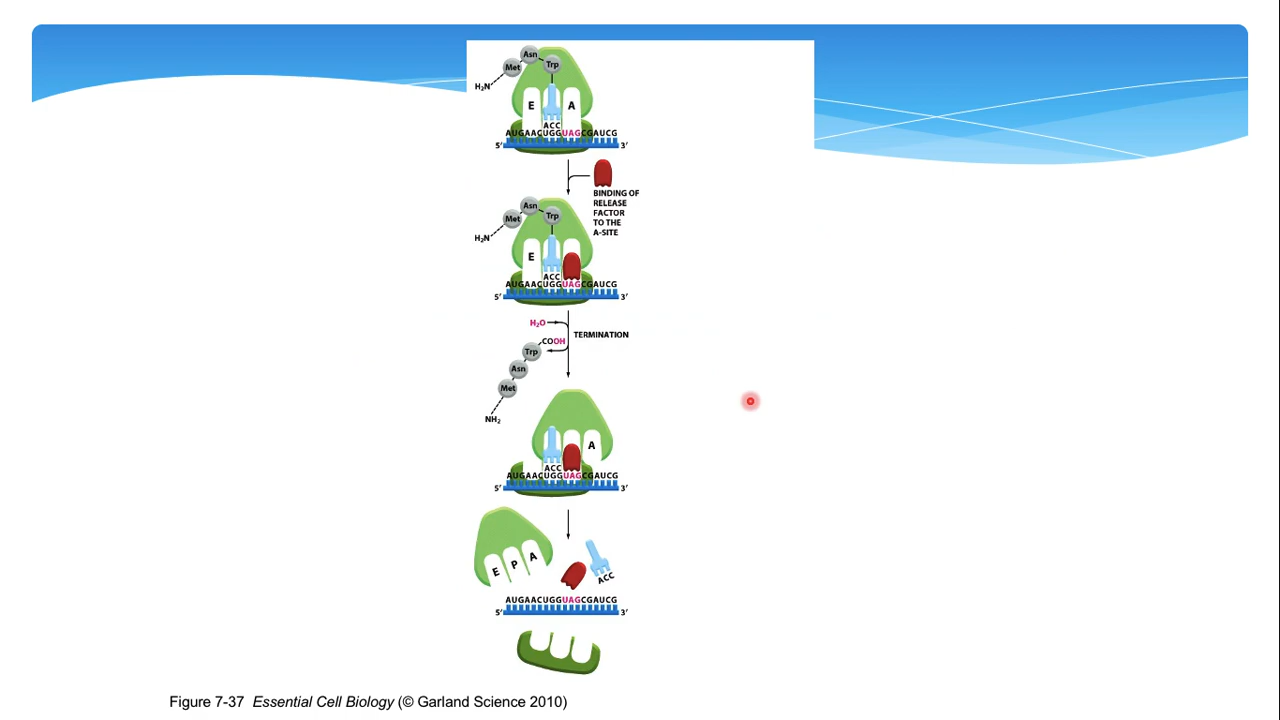 Asn
Met
Trp
H₂N
E
A
ACC
AUGAACUGGUAGCGAUCG
5′ 3′
BINDING OF
RELEASE
FACTOR
TO THE
A-SITE
Asn
Met
Trp
H₂N
E
ACC
AUGAACUGGUAGCGAUCG
5′ 3′
H₂O
TERMINATION
COOH
Trp
Asn
Met
NH₂
A
ACC
AUGAACUGGUAGCGAUCG
5′ 3′
E P A
ACC
AUGAACUGGUAGCGAUCG
5′ 3′
Figure 7-37 Essential Cell Biology (© Garland Science 2010)